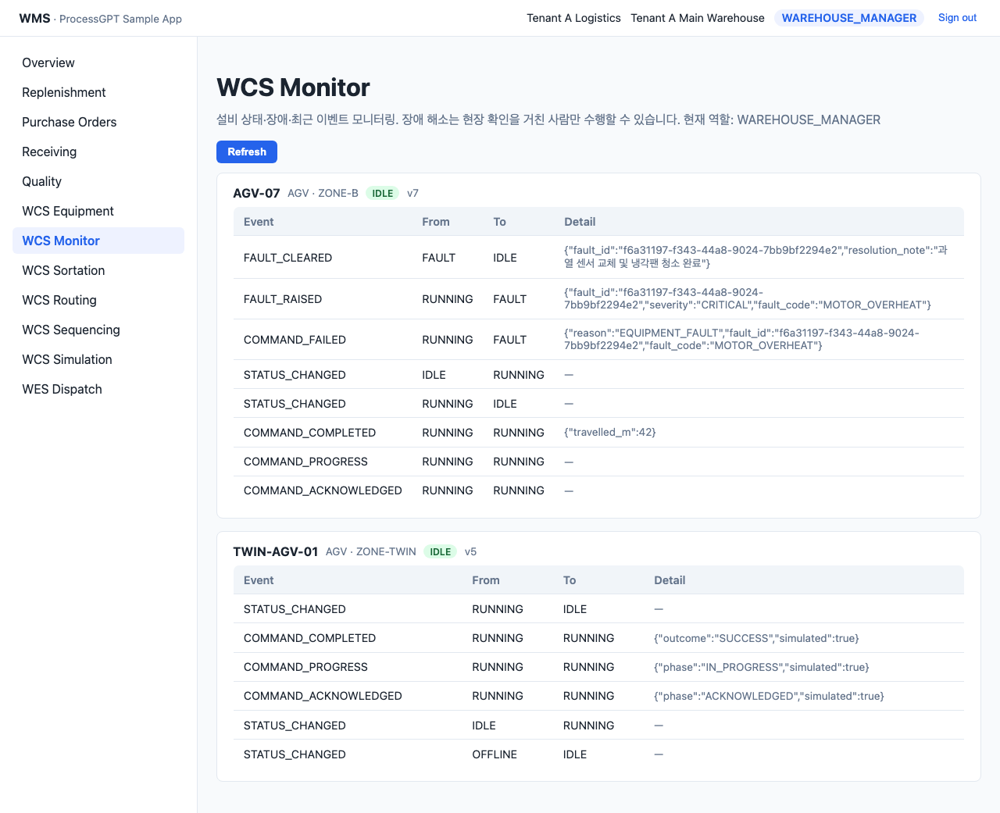 WMS · ProcessGPT Sample App
Tenant A Logistics Tenant A Main Warehouse WAREHOUSE_MANAGER Sign out
Overview
Replenishment
Purchase Orders
Receiving
Quality
WCS Equipment
WCS Monitor
WCS Sortation
WCS Routing
WCS Sequencing
WCS Simulation
WES Dispatch
WCS Monitor
설비 상태·장애·최근 이벤트 모니터링. 장애 해소는 현장 확인을 거친 사람만 수행할 수 있습니다. 현재 역할: WAREHOUSE_MANAGER
Refresh
AGV-07 AGV · ZONE-B IDLE v7
Event From To Detail
FAULT_CLEARED FAULT IDLE {"fault_id":"f6a31197-f343-44a8-9024-7bb9bf2294e2","resolution_note":"과
열 센서 교체 및 냉각팬 청소 완료"}
FAULT_RAISED RUNNING FAULT {"fault_id":"f6a31197-f343-44a8-9024-
7bb9bf2294e2","severity":"CRITICAL","fault_code":"MOTOR_OVERHEAT"}
COMMAND_FAILED RUNNING FAULT {"reason":"EQUIPMENT_FAULT","fault_id":"f6a31197-f343-44a8-9024-
7bb9bf2294e2","fault_code":"MOTOR_OVERHEAT"}
STATUS_CHANGED IDLE RUNNING —
STATUS_CHANGED RUNNING IDLE —
COMMAND_COMPLETED RUNNING RUNNING {"travelled_m":42}
COMMAND_PROGRESS RUNNING RUNNING —
COMMAND_ACKNOWLEDGED RUNNING RUNNING —
TWIN-AGV-01 AGV · ZONE-TWIN IDLE v5
Event From To Detail
STATUS_CHANGED RUNNING IDLE —
COMMAND_COMPLETED RUNNING RUNNING {"outcome":"SUCCESS","simulated":true}
COMMAND_PROGRESS RUNNING RUNNING {"phase":"IN_PROGRESS","simulated":true}
COMMAND_ACKNOWLEDGED RUNNING RUNNING {"phase":"ACKNOWLEDGED","simulated":true}
STATUS_CHANGED IDLE RUNNING —
STATUS_CHANGED OFFLINE IDLE —